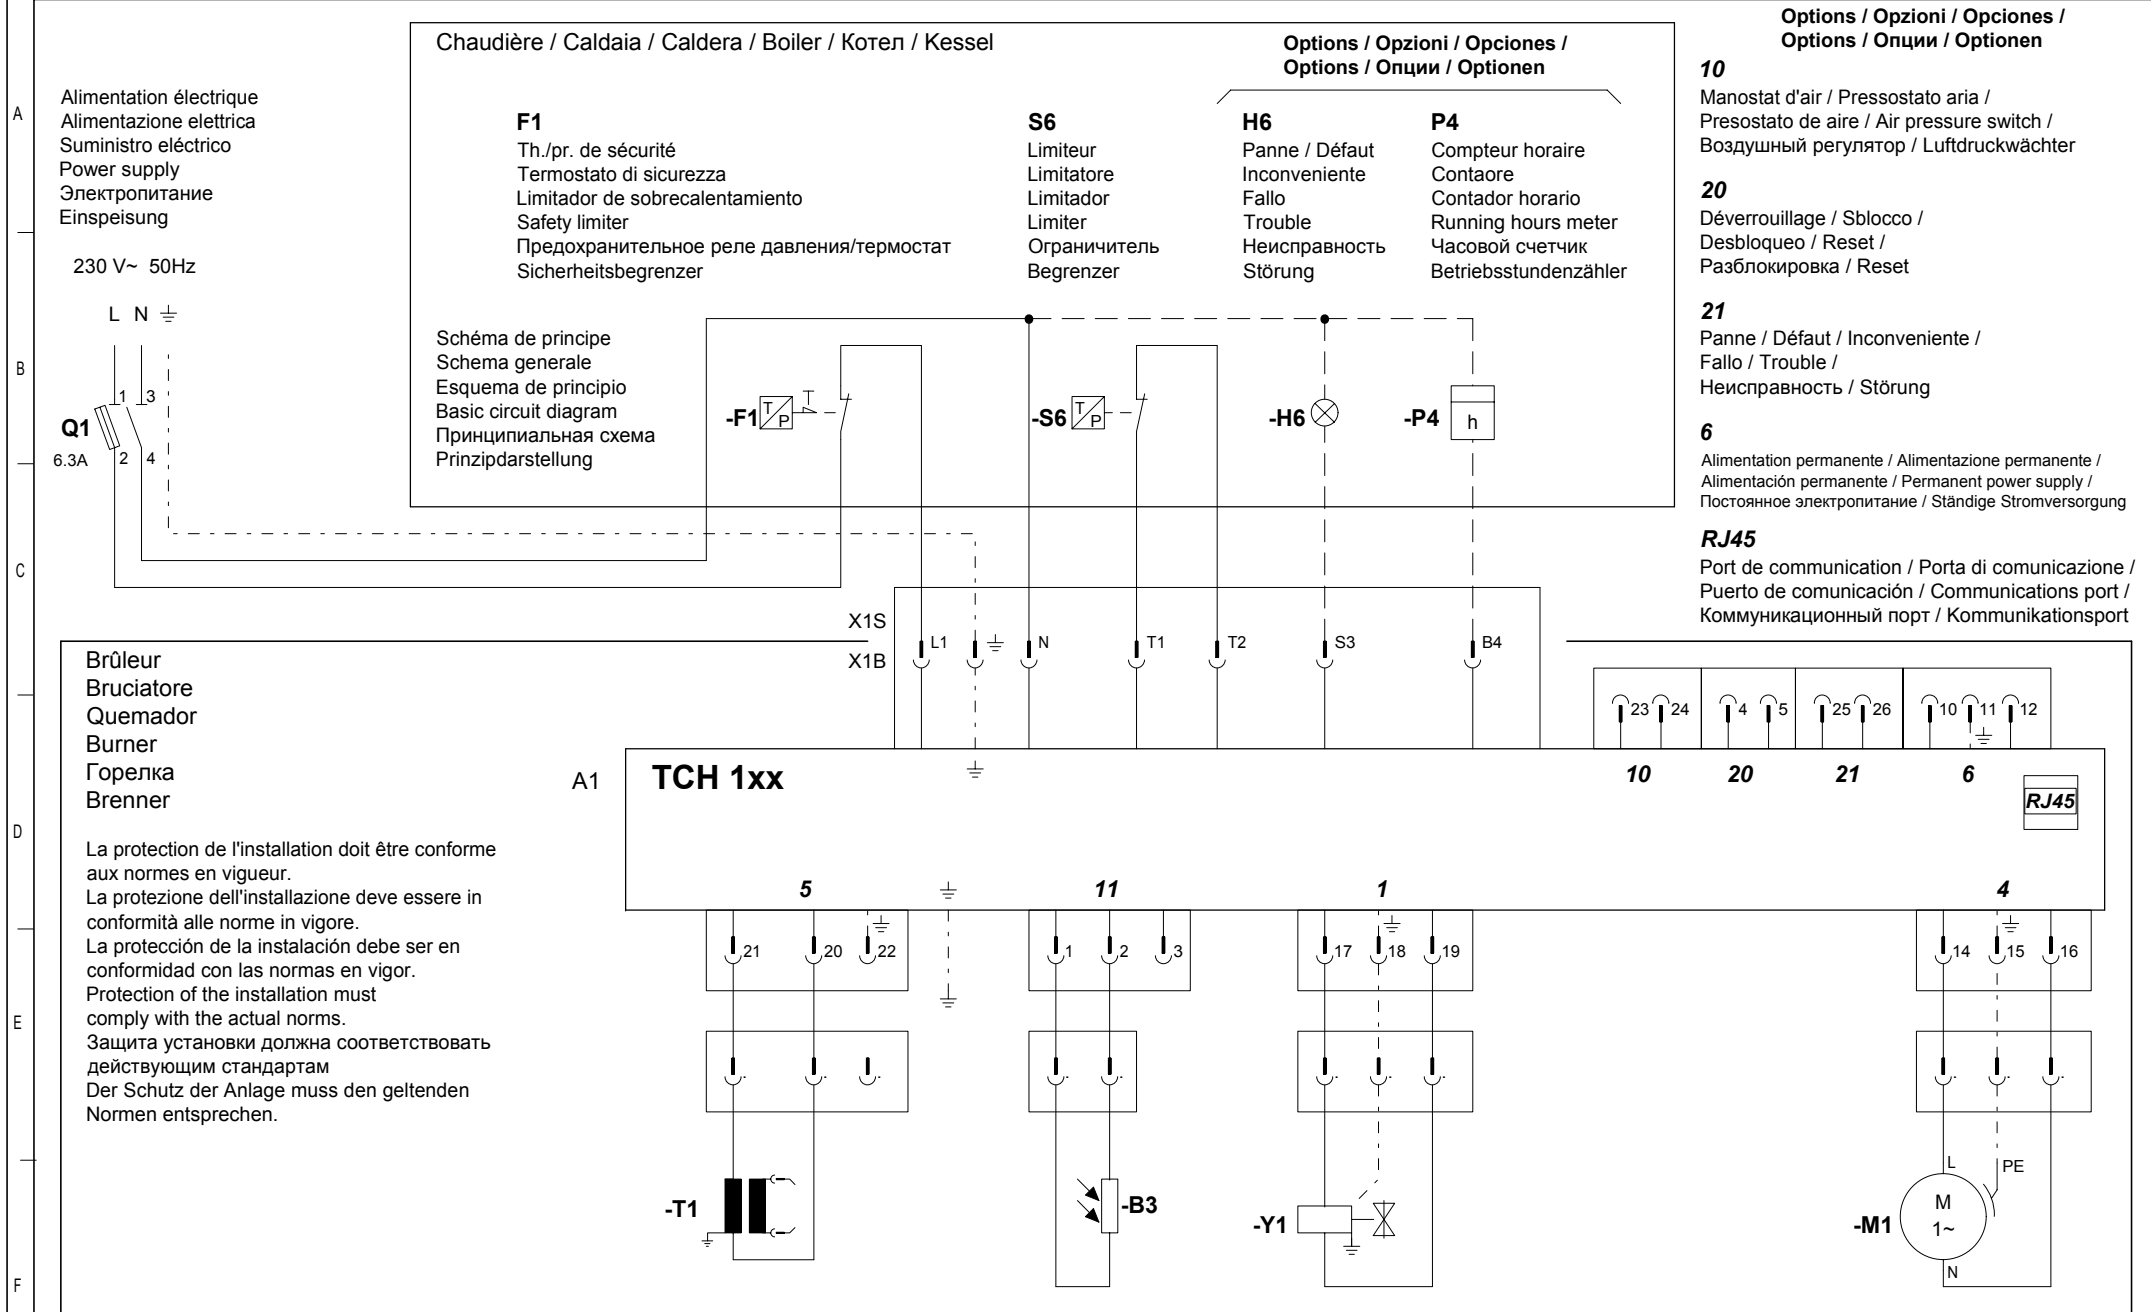 Options / Opzioni / Opciones /
Options / Опции / Optionen
10
Manostat d'air / Pressostato aria /
Presostato de aire / Air pressure switch /
Воздушный регулятор / Luftdruckwächter
20
Déverrouillage / Sblocco /
Desbloqueo / Reset /
Разблокировка / Reset
21
Panne / Défaut / Inconveniente /
Fallo / Trouble /
Неисправность / Störung
6
Alimentation permanente / Alimentazione permanente /
Alimentación permanente / Permanent power supply /
Постоянное электропитание / Ständige Stromversorgung
RJ45
Port de communication / Porta di comunicazione /
Puerto de comunicación / Communications port /
Коммуникационный порт / Kommunikationsport
A
B
C
D
E
F
Alimentation électrique
Alimentazione elettrica
Suministro eléctrico
Power supply
Электропитание
Einspeisung
230 V~ 50Hz
L N
1 3
Q1
6.3A
2 4
Chaudière / Caldaia / Caldera / Boiler / Котел / Kessel
Options / Opzioni / Opciones /
Options / Опции / Optionen
F1
Th./pr. de sécurité
Termostato di sicurezza
Limitador de sobrecalentamiento
Safety limiter
Предохранительное реле давления/термостат
Sicherheitsbegrenzer
S6
Limiteur
Limitatore
Limitador
Limiter
Ограничитель
Begrenzer
H6
Panne / Défaut
Inconveniente
Fallo
Trouble
Неисправность
Störung
P4
Compteur horaire
Contaore
Contador horario
Running hours meter
Часовой счетчик
Betriebsstundenzähler
Schéma de principe
Schema generale
Esquema de principio
Basic circuit diagram
Принципиальная схема
Prinzipdarstellung
-F1 T P
-S6 T P
-H6
-P4 h
X1S
X1B
L1 N T1 T2 S3 B4
Brûleur
Bruciatore
Quemador
Burner
Горелка
Brenner
La protection de l'installation doit être conforme
aux normes en vigueur.
La protezione dell'installazione deve essere in
conformità alle norme in vigore.
La protección de la instalación debe ser en
conformidad con las normas en vigor.
Protection of the installation must
comply with the actual norms.
Защита установки должна соответствовать
действующим стандартам
Der Schutz der Anlage muss den geltenden
Normen entsprechen.
23 24 4 5 25 26 10 11 12
A1
TCH 1xx
10 20 21 6
RJ45
5 11 1 4
21 20 22 1 2 3 17 18 19 14 15 16
-T1
-B3
-Y1
-M1
L PE
M
1~
N